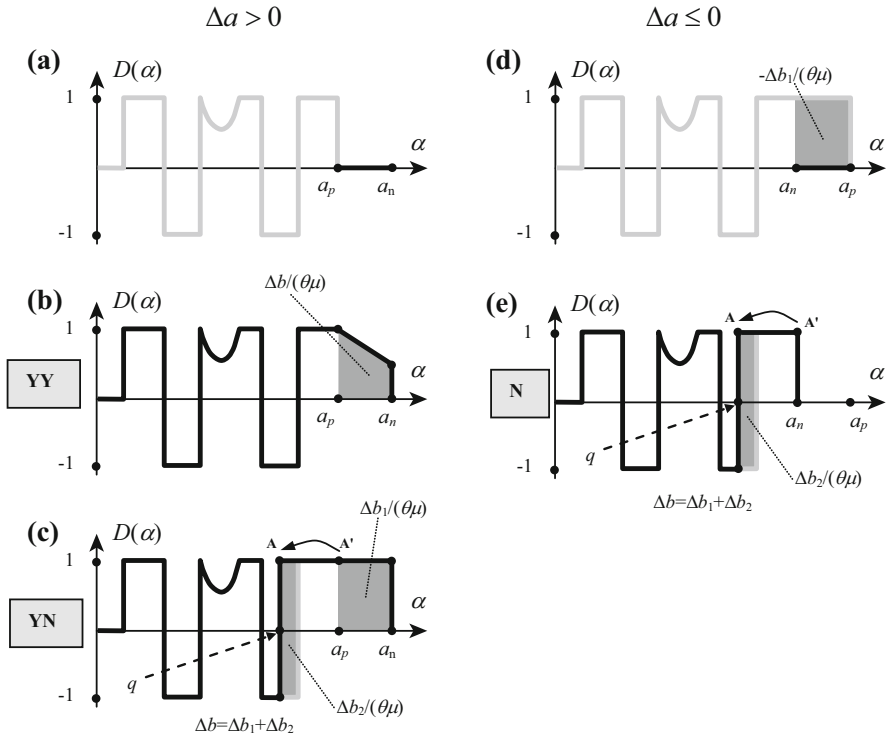 Δa > 0
Δa ≤ 0
(a)
D(α)
1
-1
α
a_p
a_n
(d)
D(α)
-Δb₁/(θμ)
1
-1
α
a_n
a_p
(b)
D(α)
Δb/(θμ)
1
-1
YY
α
a_p
a_n
(e)
D(α)
A
A'
1
-1
N
α
a_n
a_p
q
Δb₂/(θμ)
Δb=Δb₁+Δb₂
(c)
D(α)
A
A'
Δb₁/(θμ)
1
-1
YN
α
a_p
a_n
q
Δb₂/(θμ)
Δb=Δb₁+Δb₂